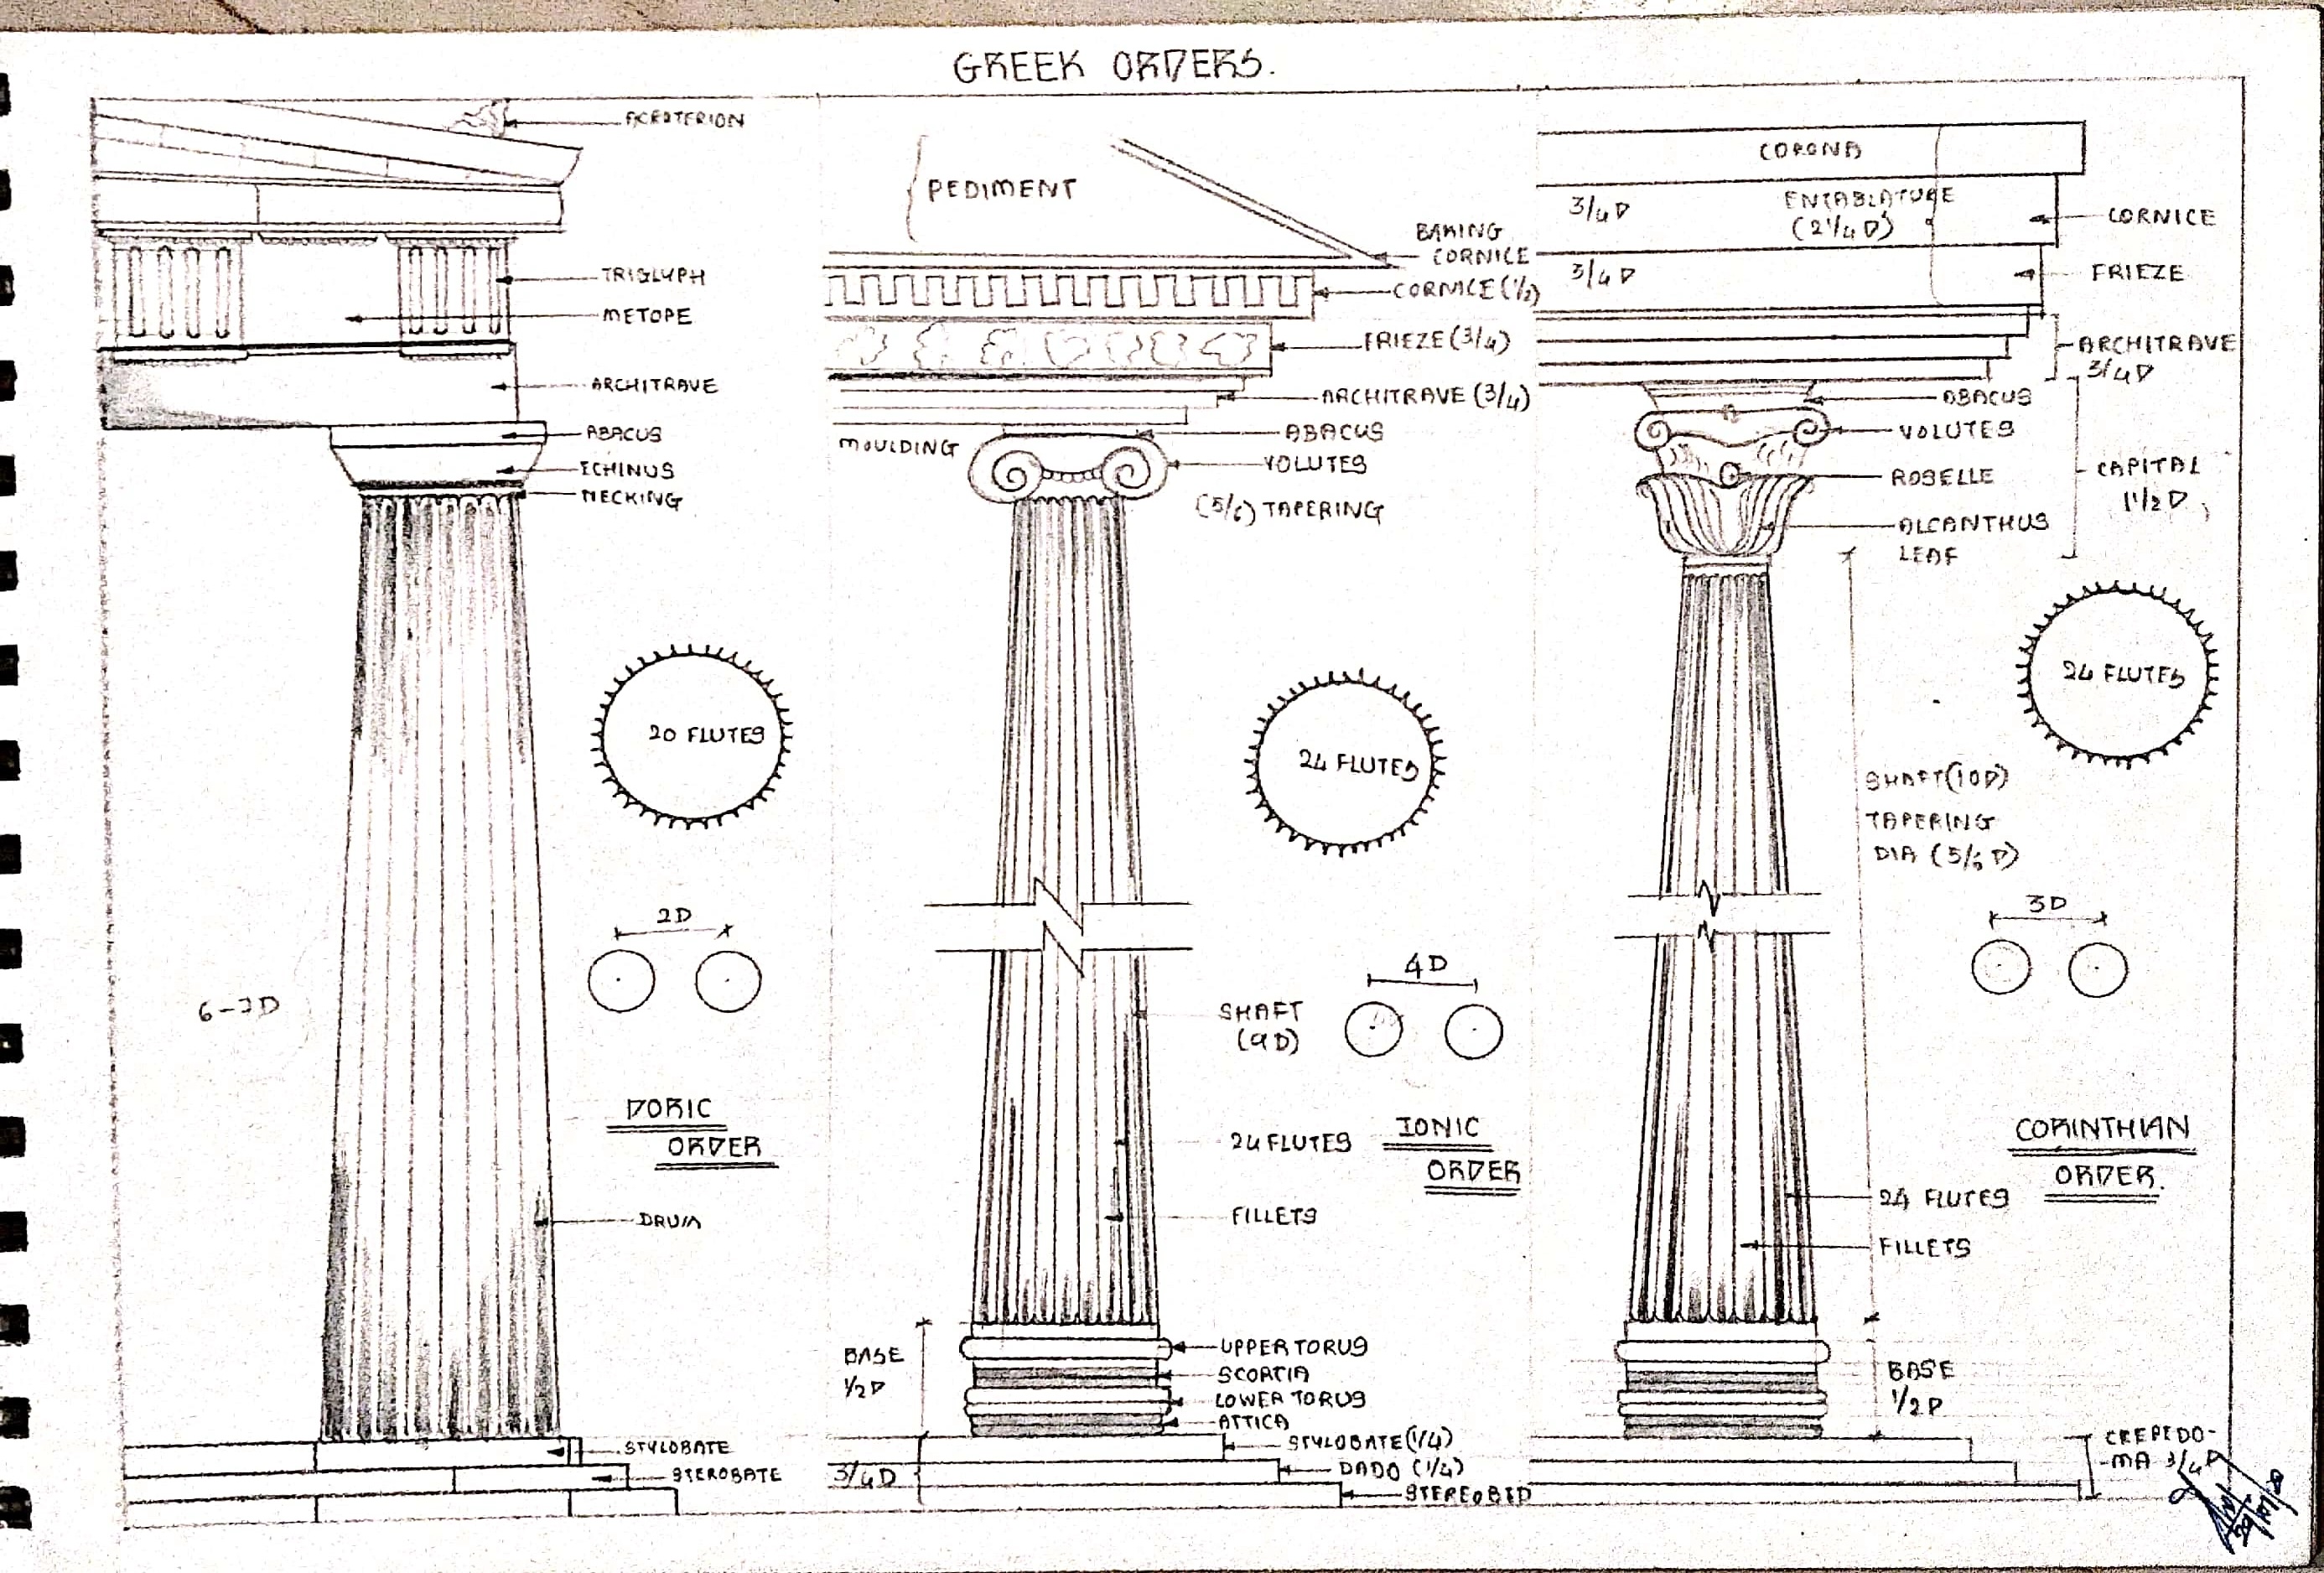 GREEK ORDERS.
ACROTERION
TRIGLYPH
METOPE
ARCHITRAVE
ABACUS
ECHINUS
NECKING
20 FLUTES
2D
6-7D
DORIC
ORDER
DRUM
STYLOBATE
STEROBATE
PEDIMENT
RAKING
CORNICE
CORNICE (1/2)
FRIEZE (3/4)
ARCHITRAVE (3/4)
ABACUS
MOULDING
VOLUTES
(5/6) TAPERING
24 FLUTES
4D
SHAFT
(9D)
24 FLUTES
IONIC
ORDER
FILLETS
BASE
1/2D
UPPER TORUS
SCORTIA
LOWER TORUS
ATTICA
STYLOBATE (1/4)
DADO (1/4)
3/4D
CORONA
3/4D
ENTABLATURE
(2 1/4 D)
CORNICE
3/4D
FRIEZE
ARCHITRAVE
3/4D
ABACUS
VOLUTES
ROSELLE
CAPITAL
1 1/2 D
ALCANTHUS
LEAF
24 FLUTES
SHAFT (10D)
TAPERING
DIA (5/6 D)
3D
CORINTHIAN
ORDER.
24 FLUTES
FILLETS
BASE
1/2 D
CREPEDO-
-MA 3/4 D